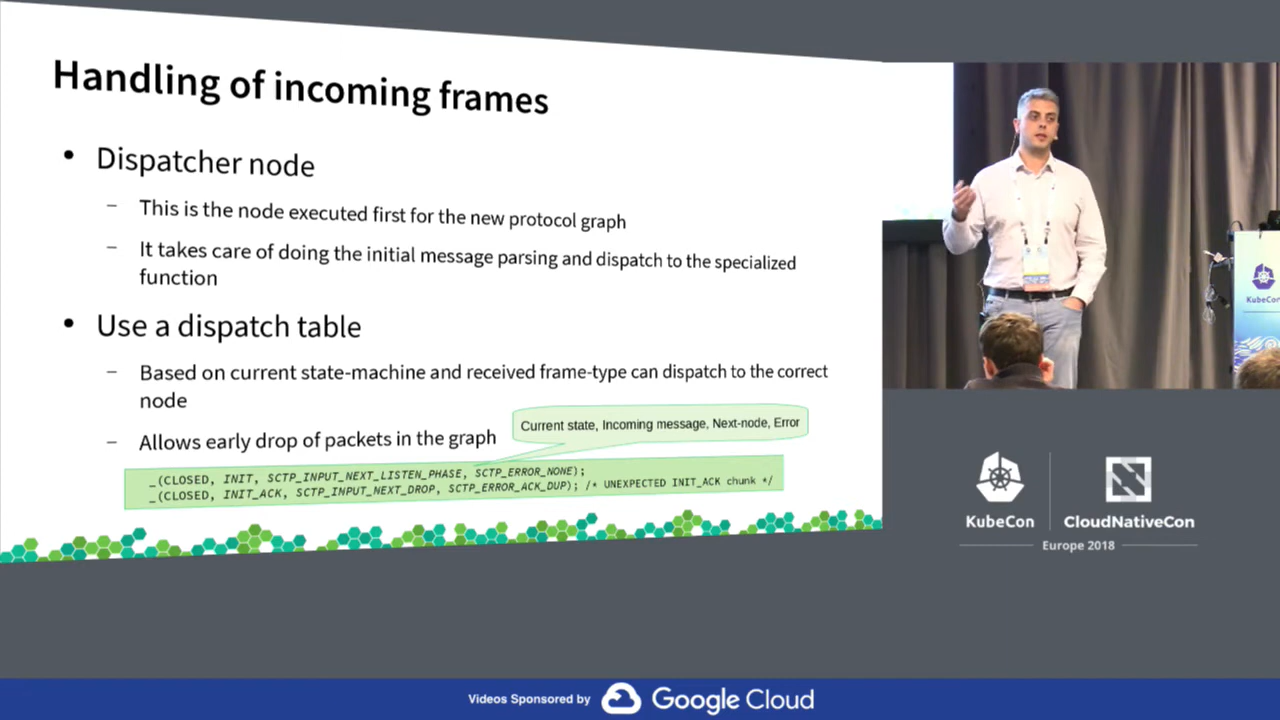 Handling of incoming frames
• Dispatcher node
– This is the node executed first for the new protocol graph
– It takes care of doing the initial message parsing and dispatch to the specialized
function
• Use a dispatch table
– Based on current state-machine and received frame-type can dispatch to the correct
node
– Allows early drop of packets in the graph
Current state, Incoming message, Next-node, Error
_(CLOSED, INIT, SCTP_INPUT_NEXT_LISTEN_PHASE, SCTP_ERROR_NONE);
_(CLOSED, INIT_ACK, SCTP_INPUT_NEXT_DROP, SCTP_ERROR_ACK_DUP); /* UNEXPECTED INIT_ACK chunk */
KubeCon
KubeCon
CloudNativeCon
Europe 2018
Videos Sponsored by
Google Cloud